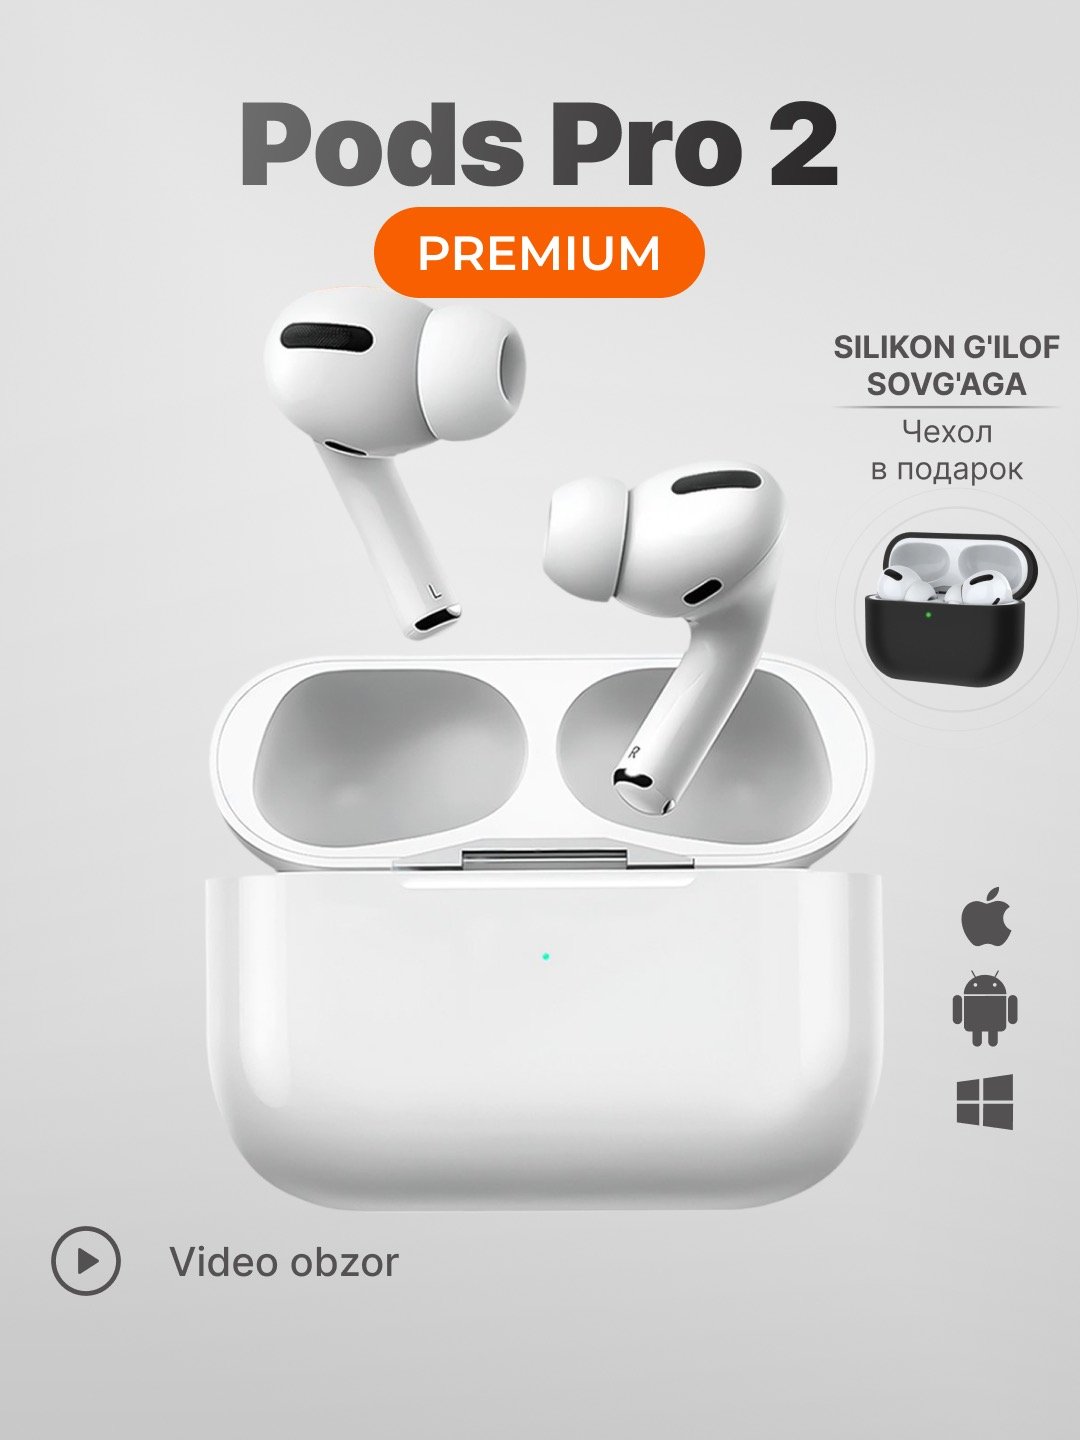 Pods Pro 2
PREMIUM
SILIKON G'ILOF
SOVG'AGA
Чехол
в подарок
L
R
Video obzor